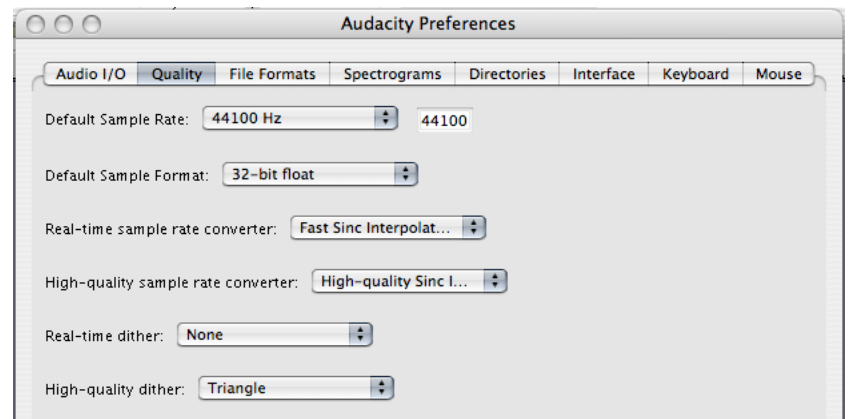 Audacity Preferences
Audio I/O Quality File Formats Spectrograms Directories Interface Keyboard Mouse
Default Sample Rate: 44100 Hz 44100
Default Sample Format: 32-bit float
Real-time sample rate converter: Fast Sinc Interpolat...
High-quality sample rate converter: High-quality Sinc I...
Real-time dither: None
High-quality dither: Triangle